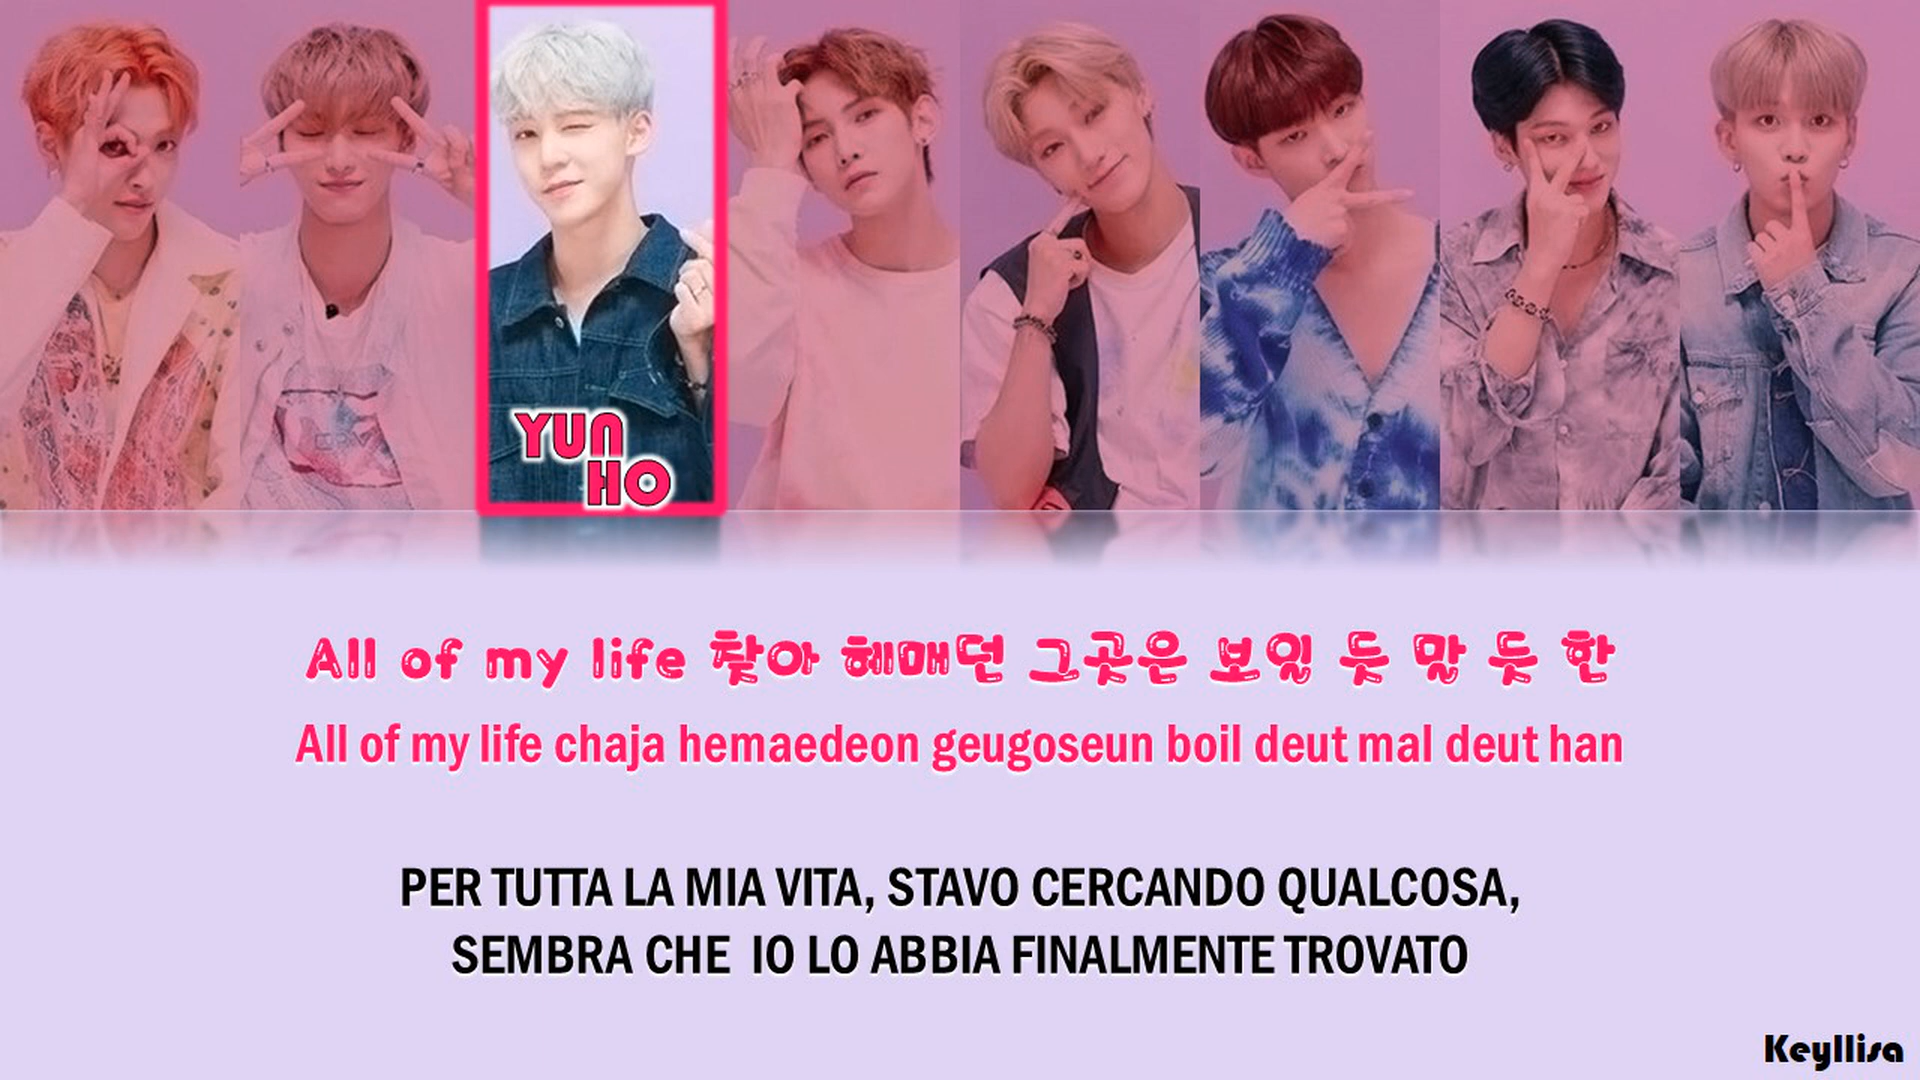 YUN
HO
All of my life 찾아 헤매던 그곳은 보일 듯 말 듯 한
All of my life chaja hemaedeon geugoseun boil deut mal deut han
PER TUTTA LA MIA VITA, STAVO CERCANDO QUALCOSA,
SEMBRA CHE IO LO ABBIA FINALMENTE TROVATO
Keyllisa